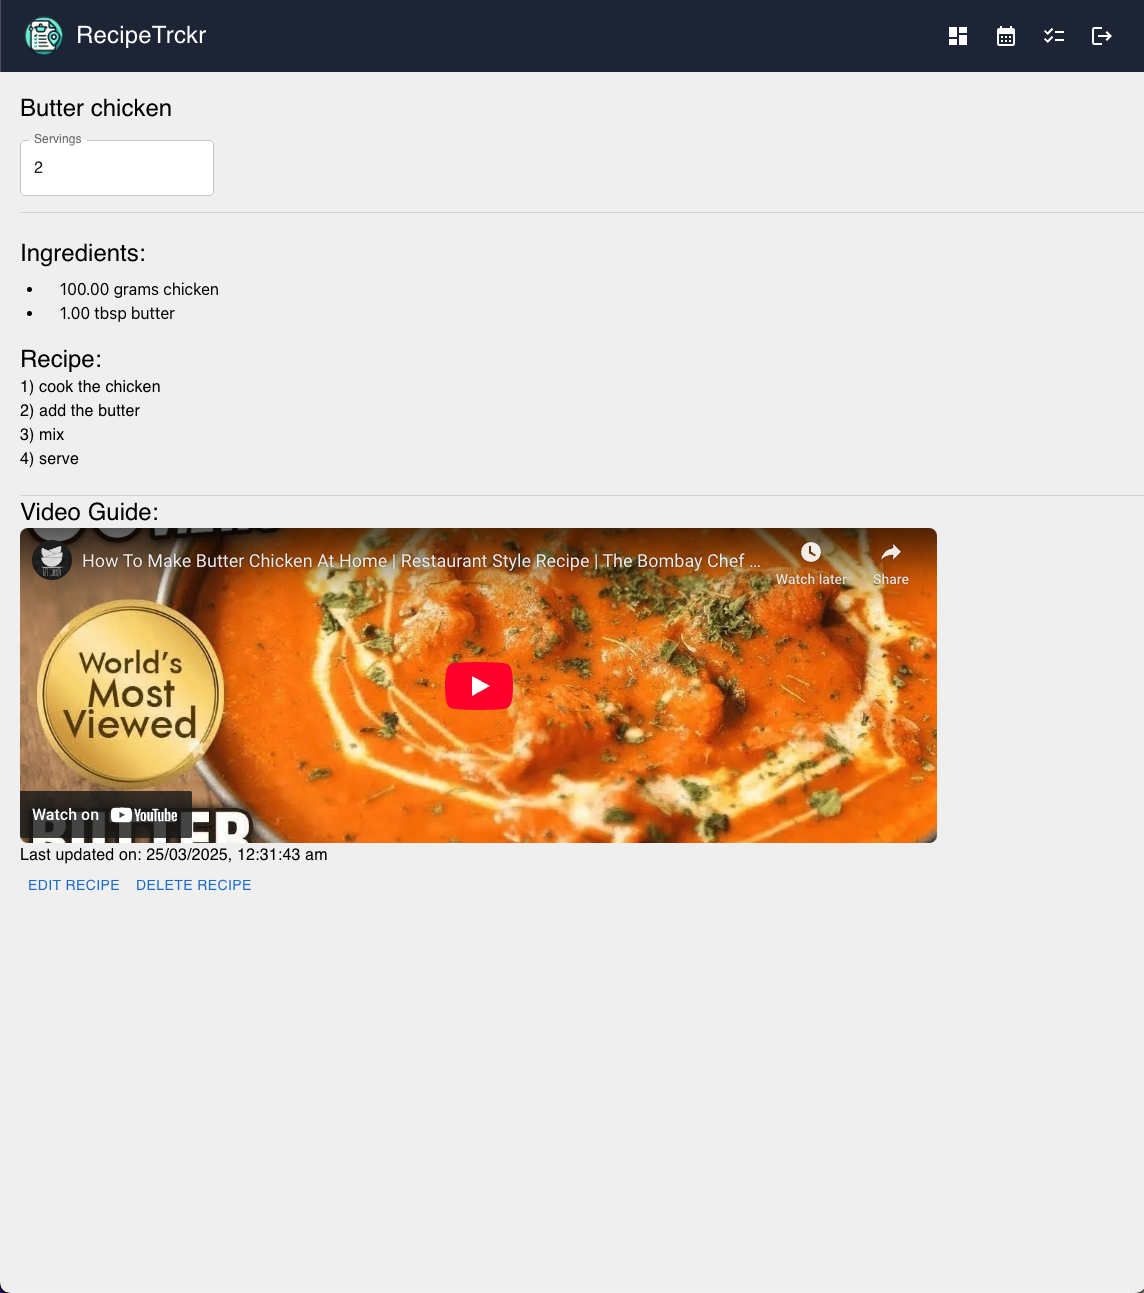 RecipeTrckr
Butter chicken
Servings
2
Ingredients:
• 100.00 grams chicken
• 1.00 tbsp butter
Recipe:
1) cook the chicken
2) add the butter
3) mix
4) serve
Video Guide:
How To Make Butter Chicken At Home | Restaurant Style Recipe | The Bombay Chef ...
Watch later
Share
World's
Most
Viewed
Watch on YouTube
BUTTER
Last updated on: 25/03/2025, 12:31:43 am
EDIT RECIPE DELETE RECIPE